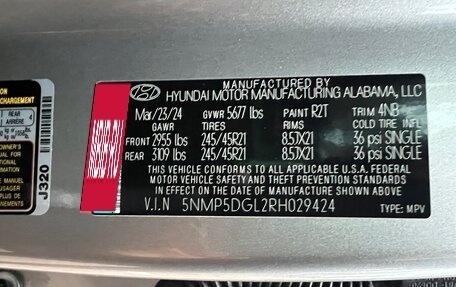 MANUFACTURED BY
HYUNDAI MOTOR MANUFACTURING ALABAMA, LLC
Mar/23/24 GVWR 5677 lbs PAINT R2T TRIM 4NB
GAWR TIRES RIMS COLD TIRE INFL.
FRONT 2955 lbs 245/45R21 8.5JX21 36 psi SINGLE
REAR 3109 lbs 245/45R21 8.5JX21 36 psi SINGLE
THIS VEHICLE CONFORMS TO ALL U.S.A. FEDERAL
MOTOR VEHICLE SAFETY AND THEFT PREVENTION STANDARDS
IN EFFECT ON THE DATE OF MANUFACTURE SHOWN ABOVE.
V.I.N 5NMP5DGL2RH029424
TYPE: MPV
REAR
ARRIÈRE
J320